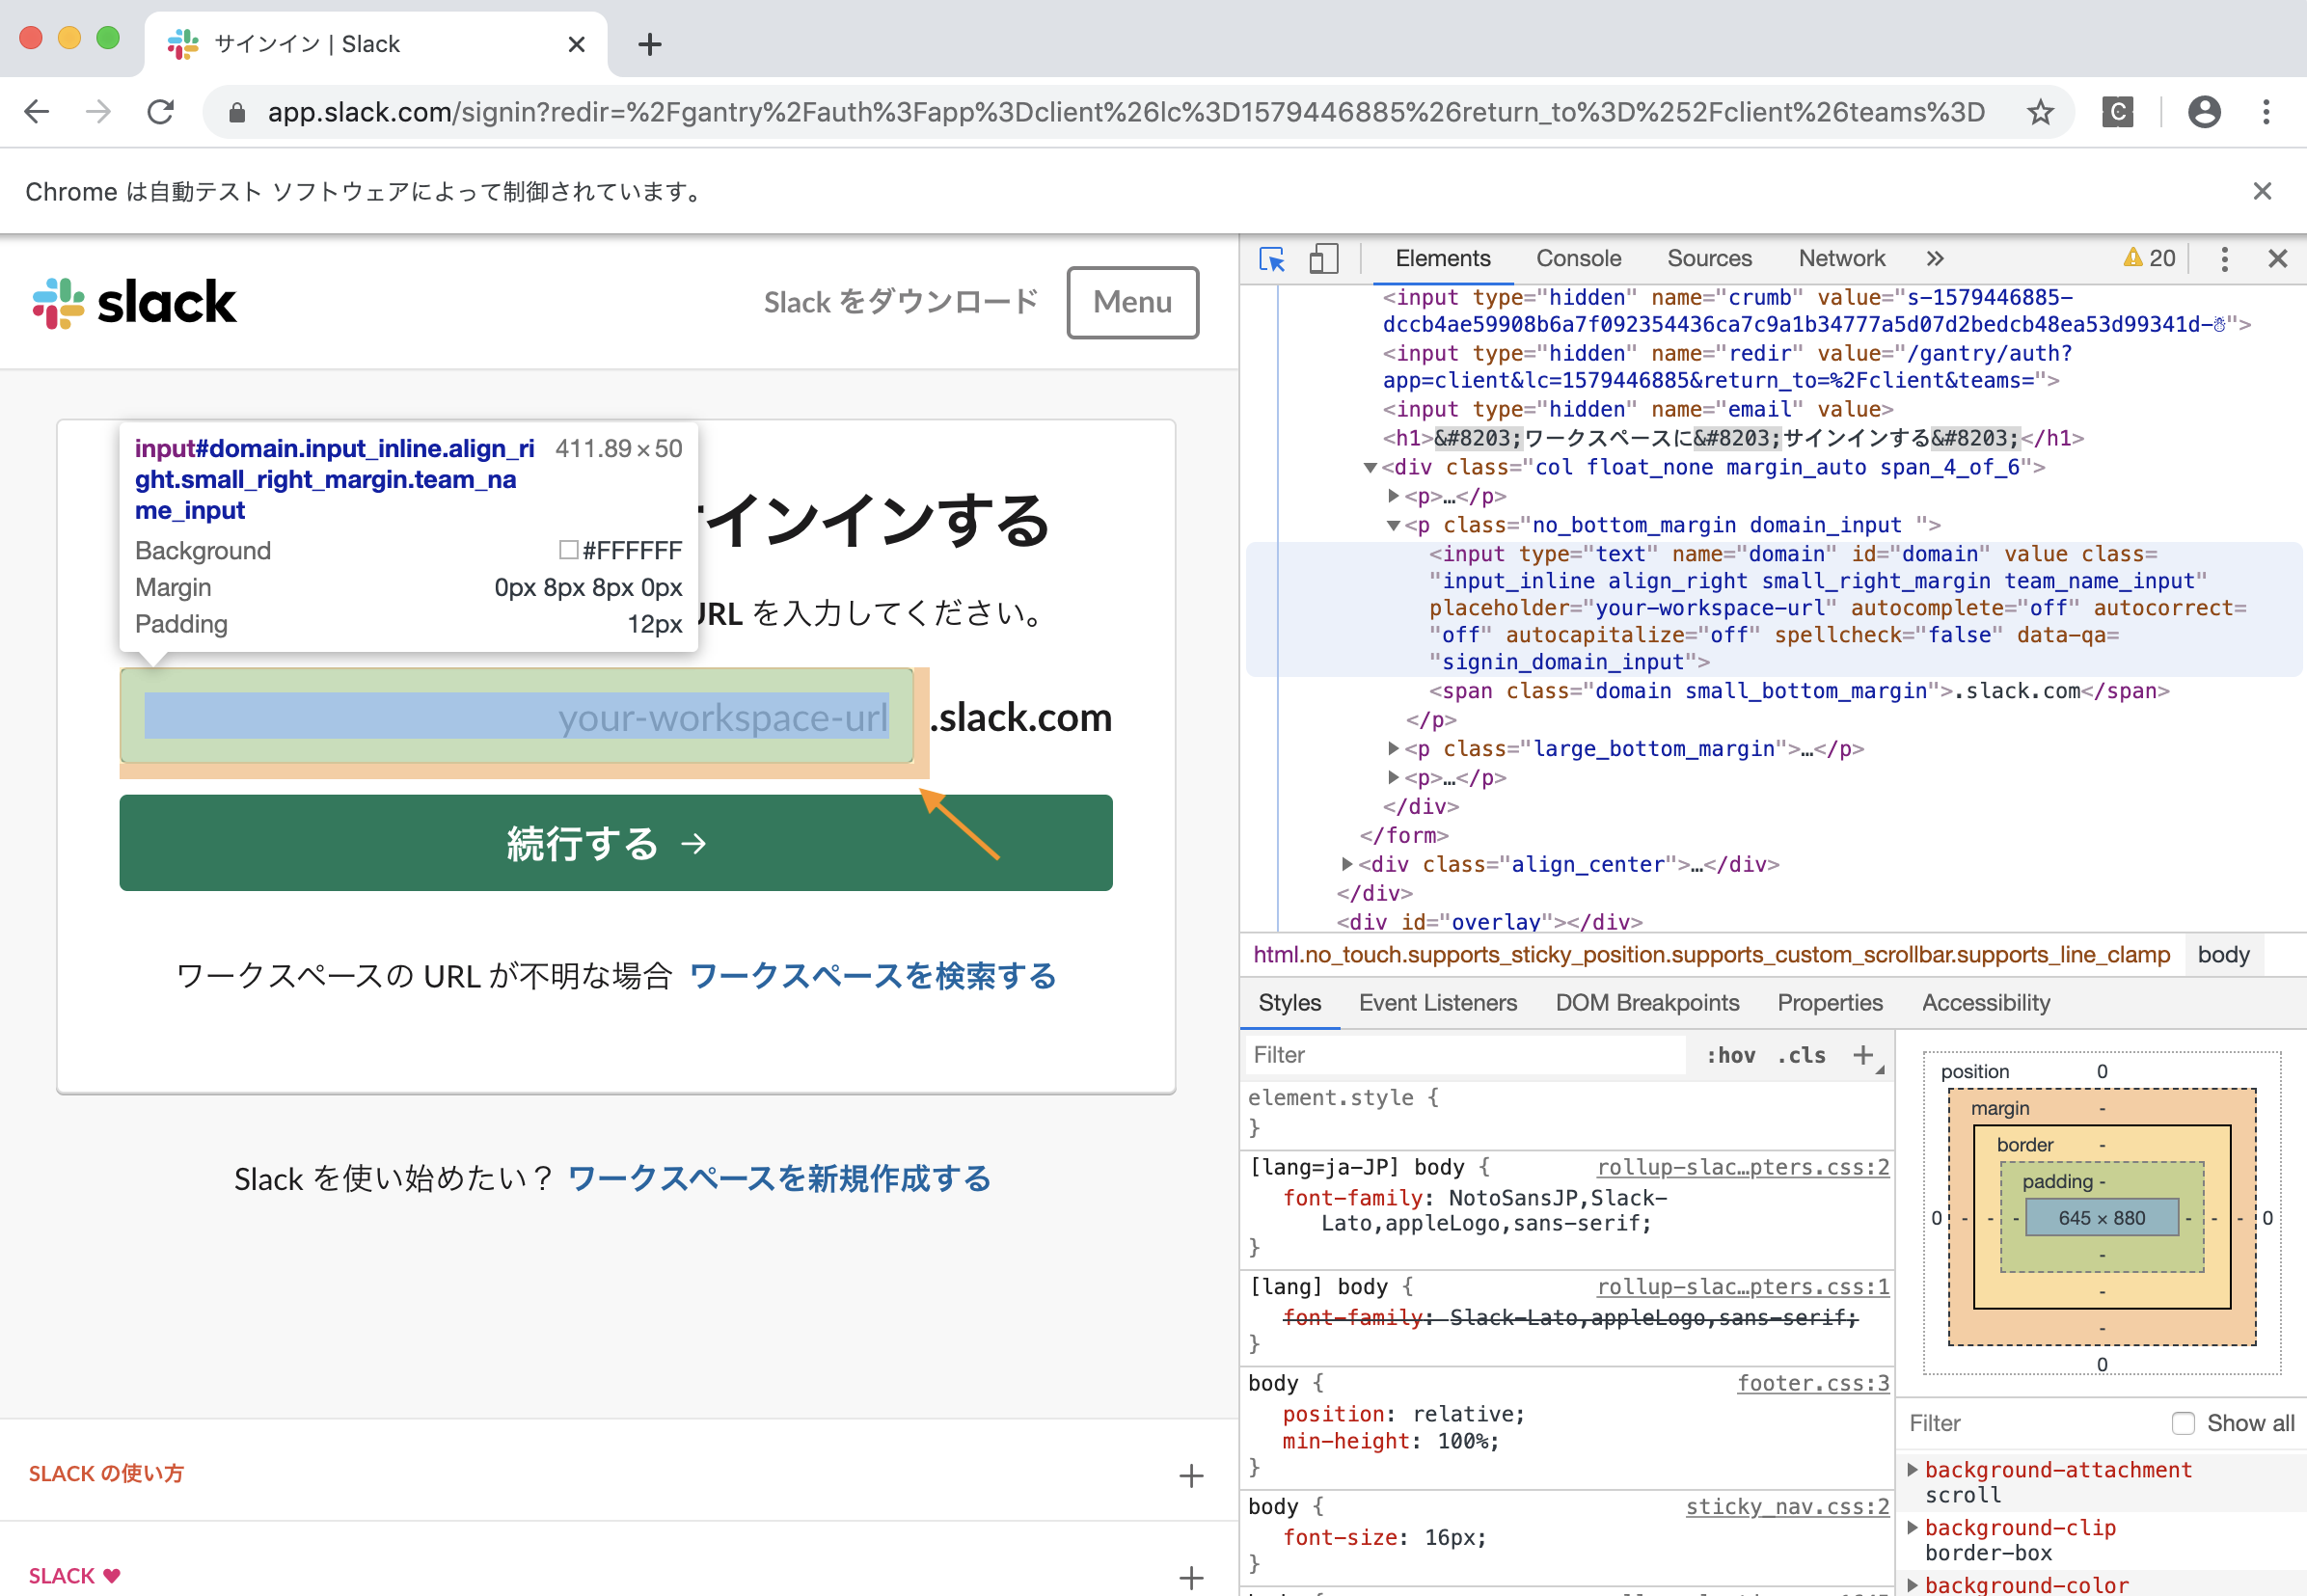 サインイン | Slack
app.slack.com/signin?redir=%2Fgantry%2Fauth%3Fapp%3Dclient%26lc%3D1579446885%26return_to%3D%252Fclient%26teams%3D
C
Chrome は自動テスト ソフトウェアによって制御されています。
slack
Slack をダウンロード
Menu
input#domain.input_inline.align_ri
ght.small_right_margin.team_na
me_input
411.89 × 50
Background #FFFFFF
Margin 0px 8px 8px 0px
Padding 12px
インインする
URL を入力してください。
your-workspace-url .slack.com
続行する →
ワークスペースの URL が不明な場合 ワークスペースを検索する
Slack を使い始めたい？ ワークスペースを新規作成する
SLACK の使い方
SLACK ♥
Elements Console Sources Network » 20
<input type="hidden" name="crumb" value="s-1579446885-
dccb4ae59908b6a7f092354436ca7c9a1b34777a5d07d2bedcb48ea53d99341d-☃">
<input type="hidden" name="redir" value="/gantry/auth?
app=client&lc=1579446885&return_to=%2Fclient&teams=">
<input type="hidden" name="email" value>
<h1>&#8203;ワークスペースに&#8203;サインインする&#8203;</h1>
▼<div class="col float_none margin_auto span_4_of_6">
▶<p>…</p>
▼<p class="no_bottom_margin domain_input ">
<input type="text" name="domain" id="domain" value class=
"input_inline align_right small_right_margin team_name_input"
placeholder="your-workspace-url" autocomplete="off" autocorrect=
"off" autocapitalize="off" spellcheck="false" data-qa=
"signin_domain_input">
<span class="domain small_bottom_margin">.slack.com</span>
</p>
▶<p class="large_bottom_margin">…</p>
▶<p>…</p>
</div>
</form>
▶<div class="align_center">…</div>
</div>
<div id="overlay"></div>
html.no_touch.supports_sticky_position.supports_custom_scrollbar.supports_line_clamp body
Styles Event Listeners DOM Breakpoints Properties Accessibility
Filter :hov .cls +
element.style {
}
[lang=ja-JP] body { rollup-slac…pters.css:2
font-family: NotoSansJP,Slack-
Lato,appleLogo,sans-serif;
}
[lang] body { rollup-slac…pters.css:1
font-family: Slack-Lato,appleLogo,sans-serif;
}
body { footer.css:3
position: relative;
min-height: 100%;
}
body { sticky_nav.css:2
font-size: 16px;
}
position 0
margin -
border -
padding -
0 - - - 645 × 880 - - - 0
-
-
-
0
Filter Show all
▶background-attachment
scroll
▶background-clip
border-box
▶background-color